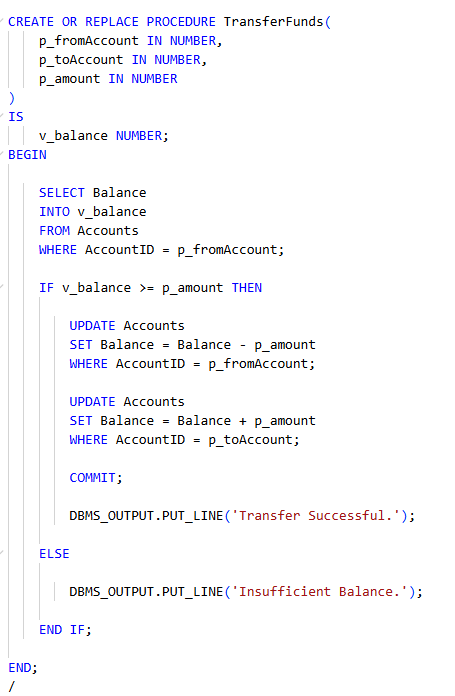 CREATE OR REPLACE PROCEDURE TransferFunds(
    p_fromAccount IN NUMBER,
    p_toAccount IN NUMBER,
    p_amount IN NUMBER
)
IS
    v_balance NUMBER;
BEGIN

    SELECT Balance
    INTO v_balance
    FROM Accounts
    WHERE AccountID = p_fromAccount;

    IF v_balance >= p_amount THEN

        UPDATE Accounts
        SET Balance = Balance - p_amount
        WHERE AccountID = p_fromAccount;

        UPDATE Accounts
        SET Balance = Balance + p_amount
        WHERE AccountID = p_toAccount;

        COMMIT;

        DBMS_OUTPUT.PUT_LINE('Transfer Successful.');

    ELSE

        DBMS_OUTPUT.PUT_LINE('Insufficient Balance.');

    END IF;

END;
/